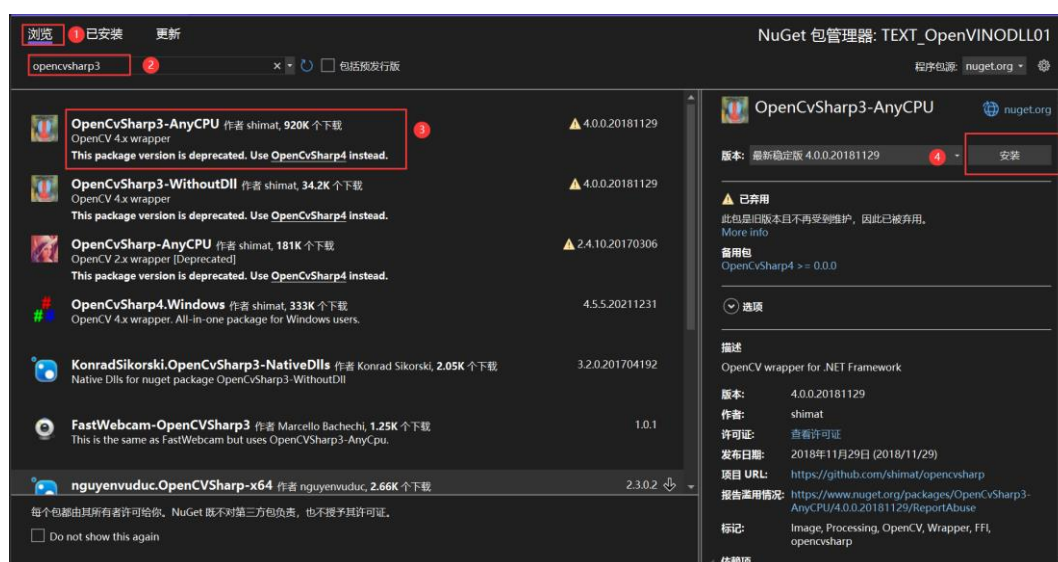 浏览 1 已安装 更新
NuGet 包管理器: TEXT_OpenVINODLL01
opencvsharp3 2 包括预发行版
程序包源: nuget.org
OpenCvSharp3-AnyCPU 作者 shimat, 920K 个下载 3
4.0.0.20181129
OpenCV 4.x wrapper
This package version is deprecated. Use OpenCvSharp4 instead.
OpenCvSharp3-WithoutDll 作者 shimat, 34.2K 个下载
4.0.0.20181129
OpenCV 4.x wrapper
This package version is deprecated. Use OpenCvSharp4 instead.
OpenCvSharp-AnyCPU 作者 shimat, 181K 个下载
2.4.10.20170306
OpenCV 2.x wrapper [Deprecated]
This package version is deprecated. Use OpenCvSharp4 instead.
OpenCvSharp4.Windows 作者 shimat, 333K 个下载
4.5.5.20211231
OpenCV 4.x wrapper. All-in-one package for Windows users.
KonradSikorski.OpenCvSharp3-NativeDlls 作者 Konrad Sikorski, 2.05K 个下载
3.2.0.201704192
Native Dlls for nuget package OpenCvSharp3-WithoutDll
FastWebcam-OpenCVSharp3 作者 Marcello Bachechi, 1.25K 个下载
1.0.1
This is the same as FastWebcam but uses OpenCVSharp3-AnyCpu.
nguyenvuduc.OpenCVSharp-x64 作者 nguyenvuduc, 2.66K 个下载
2.3.0.2
每个包都由其所有者许可给你。NuGet 既不对第三方包负责，也不授予其许可证。
Do not show this again
OpenCvSharp3-AnyCPU
nuget.org
版本: 最新稳定版 4.0.0.20181129 4 安装
已弃用
此包是旧版本且不再受到维护，因此已被弃用。
More info
备用包
OpenCvSharp4 >= 0.0.0
选项
描述
OpenCV wrapper for .NET Framework
版本: 4.0.0.20181129
作者: shimat
许可证: 查看许可证
发布日期: 2018年11月29日 (2018/11/29)
项目 URL: https://github.com/shimat/opencvsharp
报告滥用情况: https://www.nuget.org/packages/OpenCvSharp3-
AnyCPU/4.0.0.20181129/ReportAbuse
标记: Image, Processing, OpenCV, Wrapper, FFI,
opencvsharp
依赖项